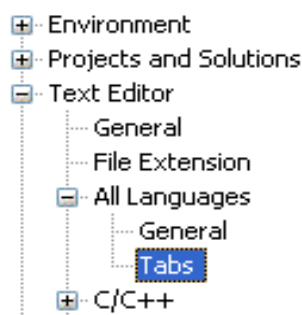 Environment
Projects and Solutions
Text Editor
General
File Extension
All Languages
General
Tabs
C/C++